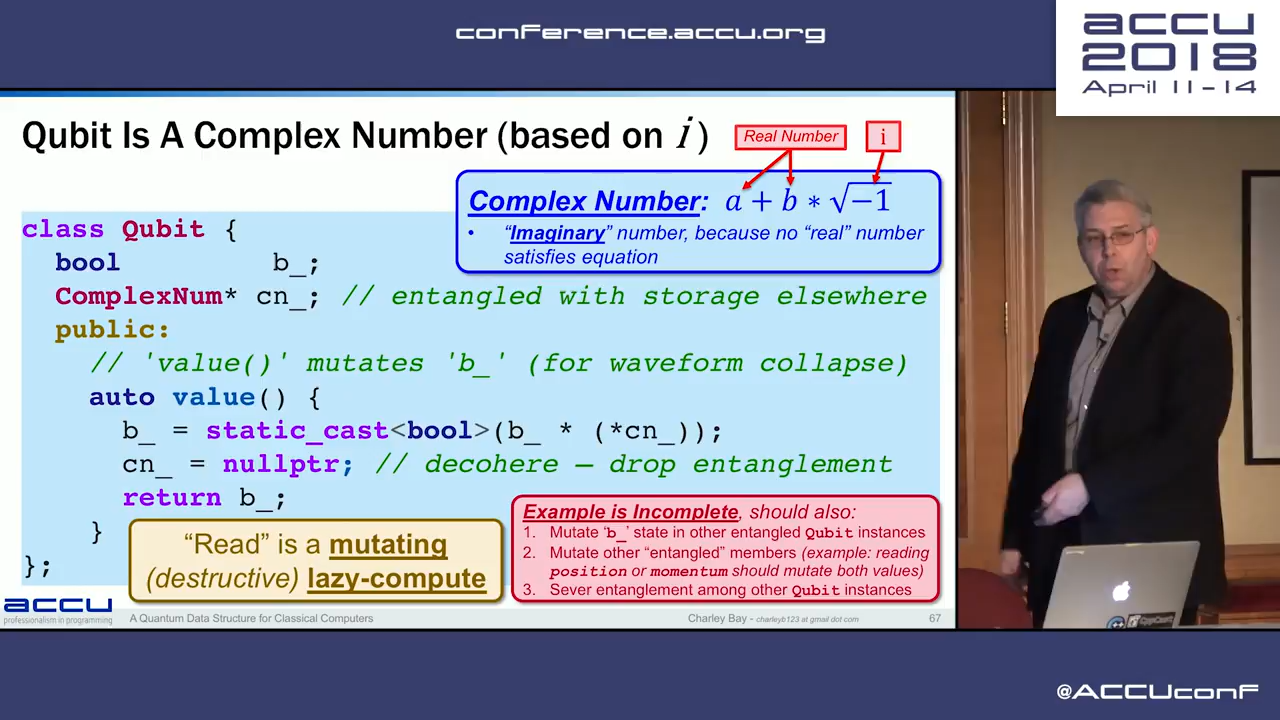 conference.accu.org
accu
2018
April 11-14
Qubit Is A Complex Number (based on i )
Real Number
i
Complex Number: a + b * √−1
• “Imaginary” number, because no “real” number
satisfies equation
class Qubit {
bool b_;
ComplexNum* cn_; // entangled with storage elsewhere
public:
// 'value()' mutates 'b_' (for waveform collapse)
auto value() {
b_ = static_cast<bool>(b_ * (*cn_));
cn_ = nullptr; // decohere – drop entanglement
return b_;
}
};
“Read” is a mutating
(destructive) lazy-compute
Example is Incomplete, should also:
1. Mutate ‘b_’ state in other entangled Qubit instances
2. Mutate other “entangled” members (example: reading
position or momentum should mutate both values)
3. Sever entanglement among other Qubit instances
accu
professionalism in programming
A Quantum Data Structure for Classical Computers
Charley Bay - charleyb123 at gmail dot com
67
CppCast
@ACCUconf